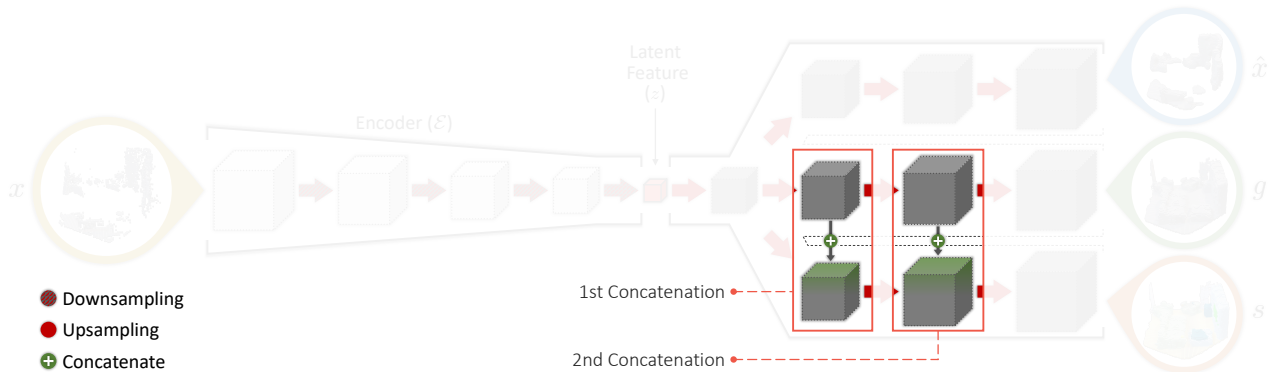 Latent
Feature
(z)
Encoder (ℰ)
x
x̂
g
s
1st Concatenation
2nd Concatenation
Downsampling
Upsampling
Concatenate